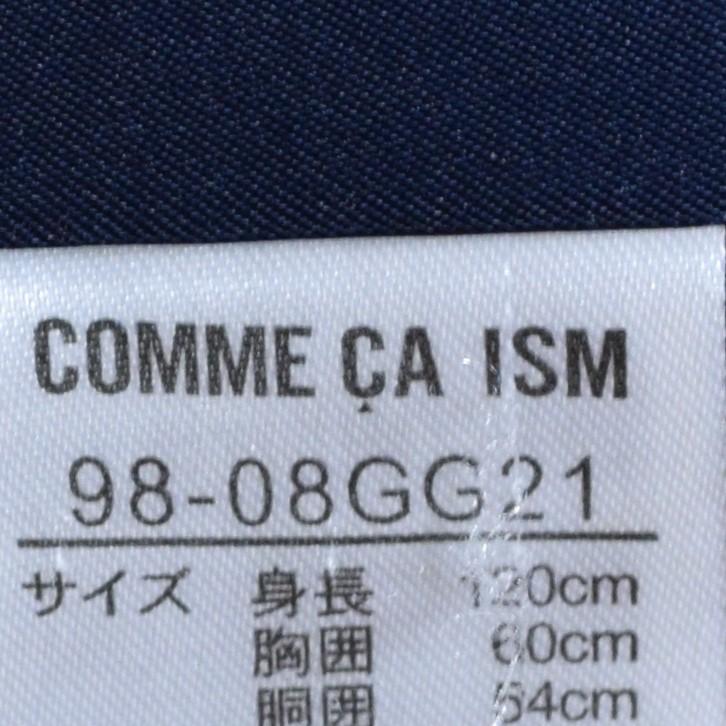 COMME ÇA ISM
98-08GG21
サイズ 身長 120cm
胸囲 60cm
胴囲 54cm